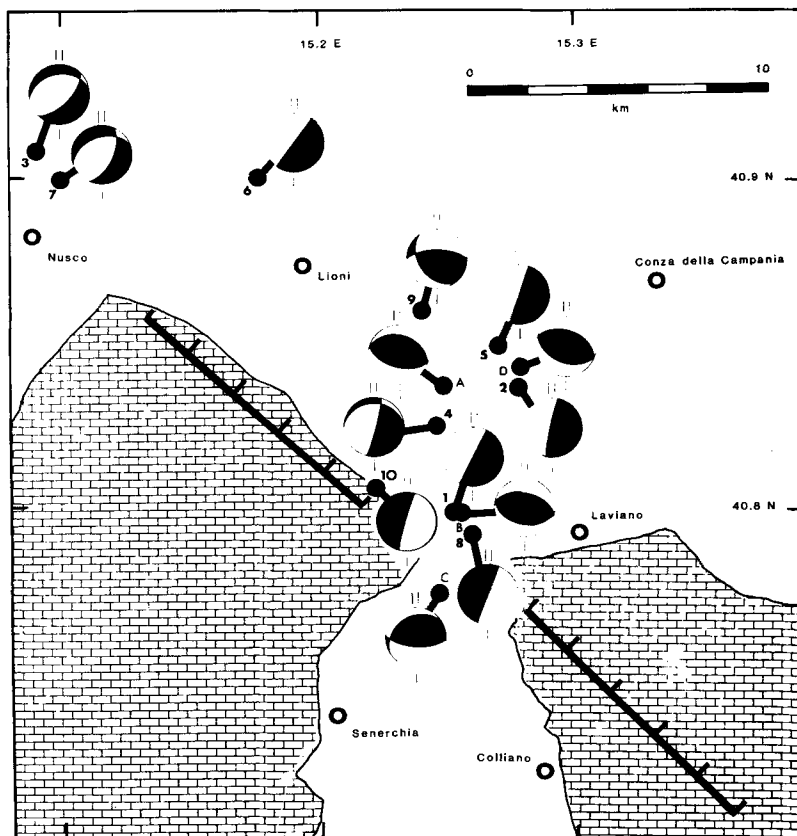 15.2 E
15.3 E
0
10
km
3
7
6
40.9 N
Nusco
Lioni
Conza della Campania
9
5
A
D
2
4
10
1
B
8
40.8 N
Laviano
C
Senerchia
Colliano